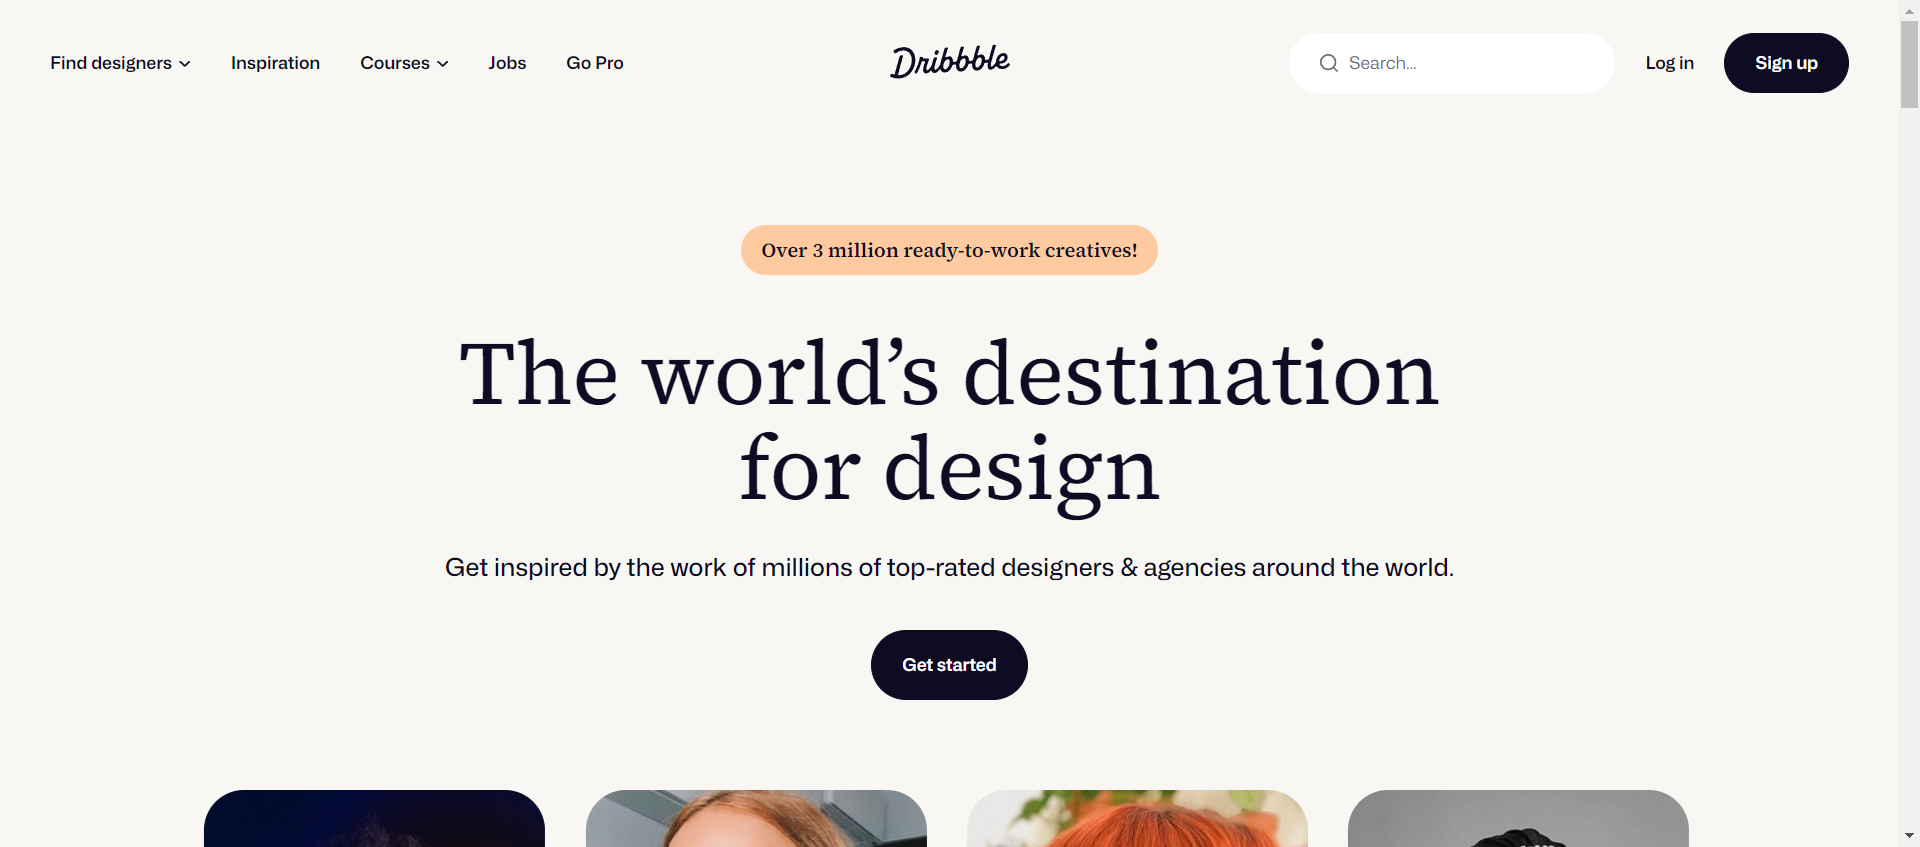 Find designers
Inspiration
Courses
Jobs
Go Pro
Dribbble
Search...
Log in
Sign up
Over 3 million ready-to-work creatives!
The world’s destination
for design
Get inspired by the work of millions of top-rated designers & agencies around the world.
Get started